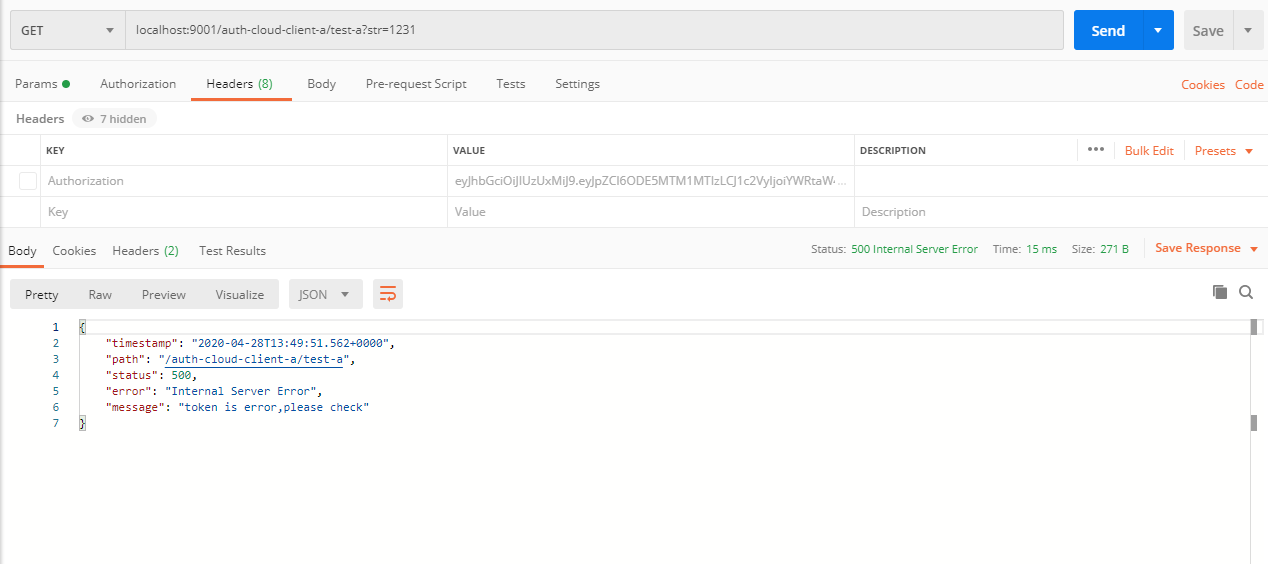 GET localhost:9001/auth-cloud-client-a/test-a?str=1231 Send Save
Params Authorization Headers (8) Body Pre-request Script Tests Settings Cookies Code
Headers 7 hidden
KEY VALUE DESCRIPTION ••• Bulk Edit Presets
Authorization
Key Value Description
Body Cookies Headers (2) Test Results Status: 500 Internal Server Error Time: 15 ms Size: 271 B Save Response
Pretty Raw Preview Visualize JSON
1 {
2 "timestamp": "2020-04-28T13:49:51.562+0000",
3 "path": "/auth-cloud-client-a/test-a",
4 "status": 500,
5 "error": "Internal Server Error",
6 "message": "token is error,please check"
7 }